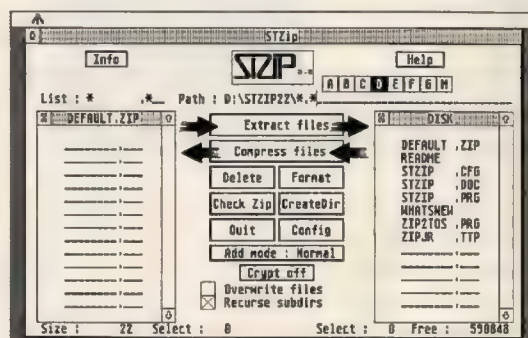 STZip
Info
STZIP
Help
A B C D E F G M
List : * .*__ Path : D:\STZIP22\*.*
DEFAULT.ZIP
Extract files
DISK
Compress files
DEFAULT .ZIP
README
STZIP .CFG
STZIP .DOC
STZIP .PRG
WHATSNEW
ZIP2TOS .PRG
ZIPJR .TTP
Delete Format
Check Zip CreateDir
Quit Config
Add mode : Normal
Crypt off
Overwrite files
Recurse subdirs
Size : 22 Select : 0 Select : 0 Free : 590848